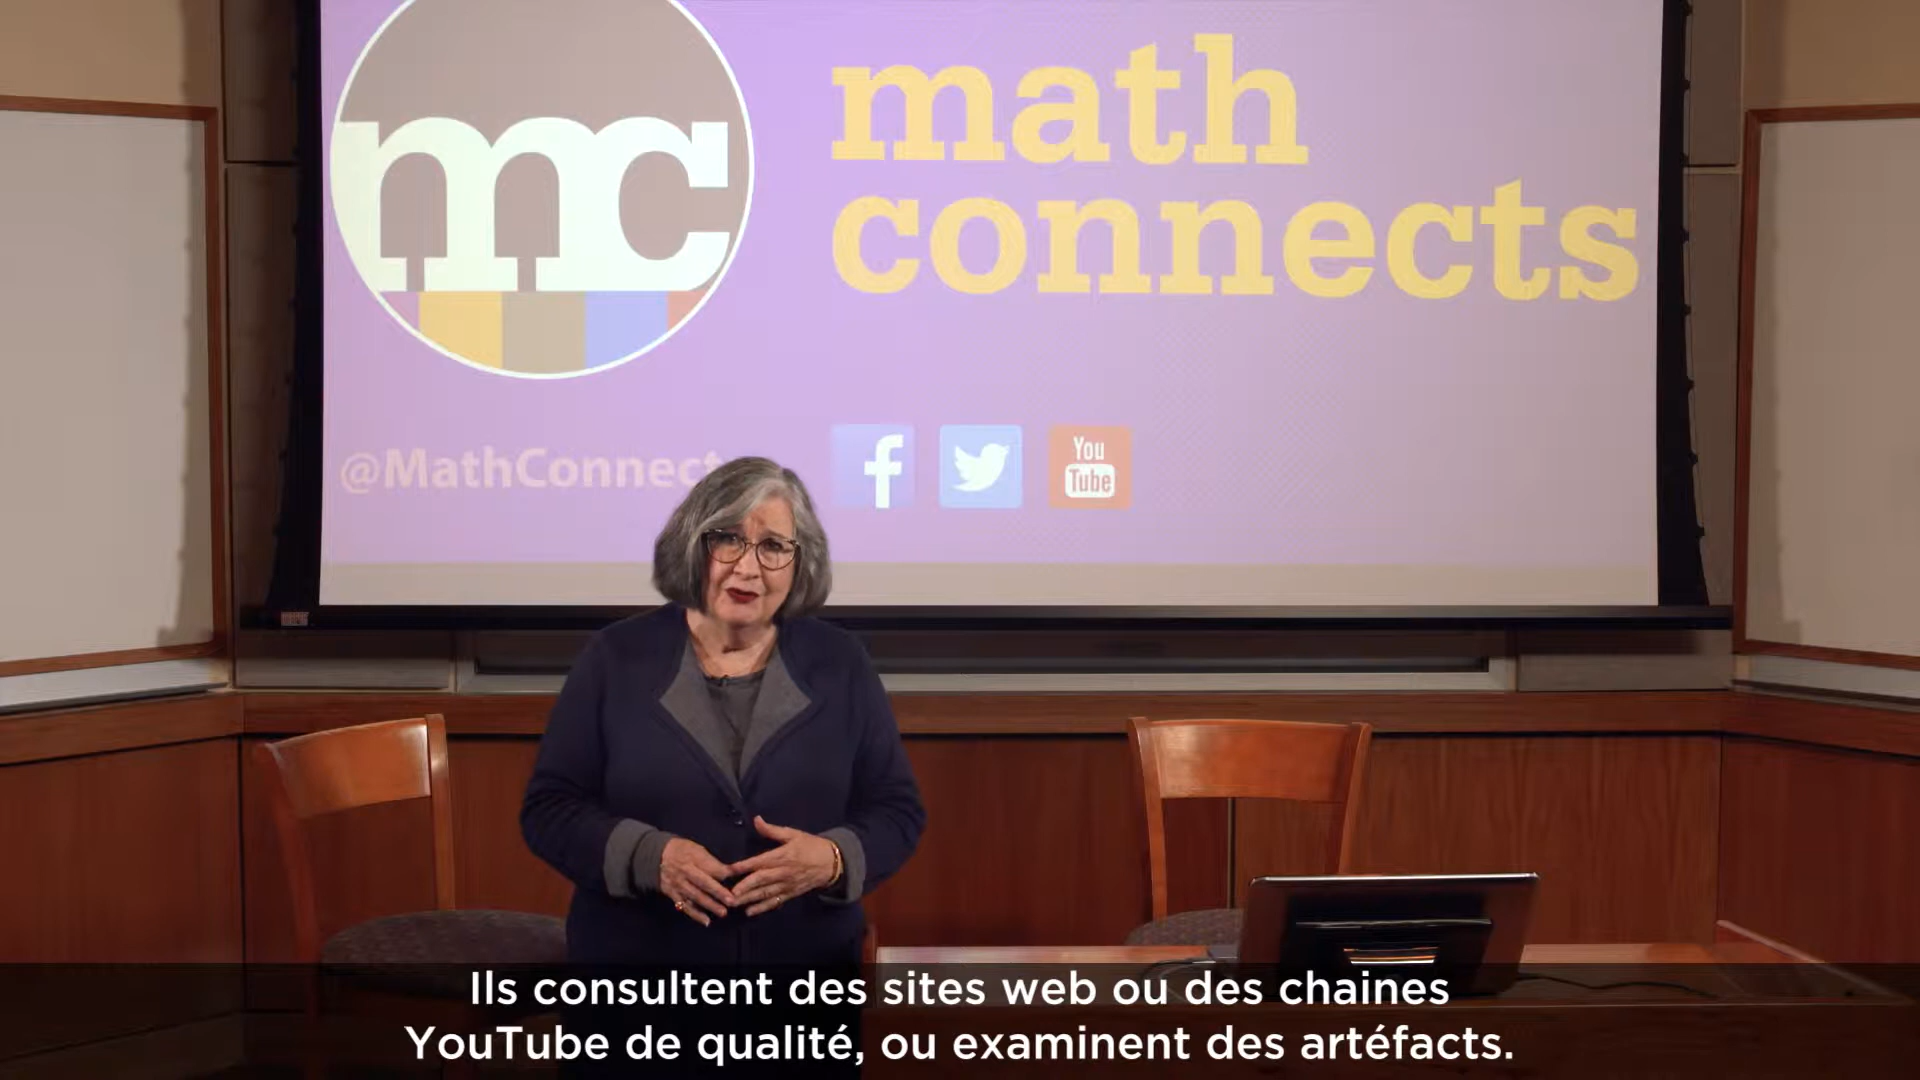 mc
math
connects
@MathConnect
You
Tube
Ils consultent des sites web ou des chaines
YouTube de qualité, ou examinent des artéfacts.